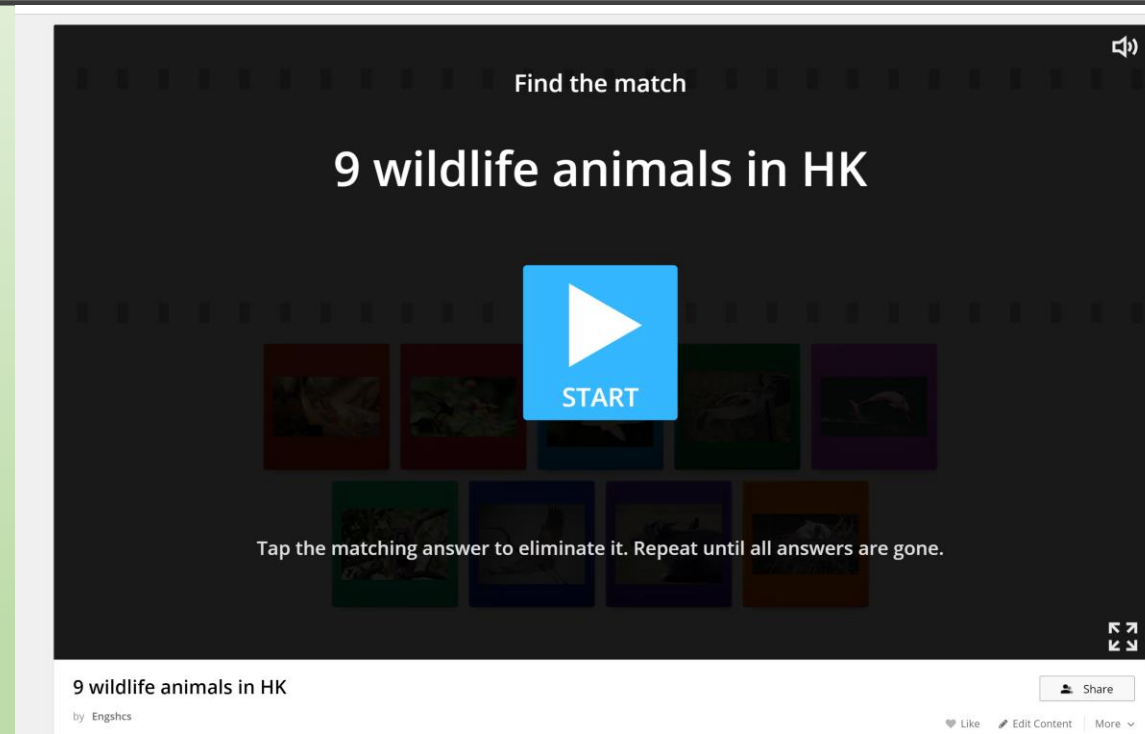 Find the match
9 wildlife animals in HK
START
Tap the matching answer to eliminate it. Repeat until all answers are gone.
9 wildlife animals in HK
Share
by Engshcs
Like Edit Content More